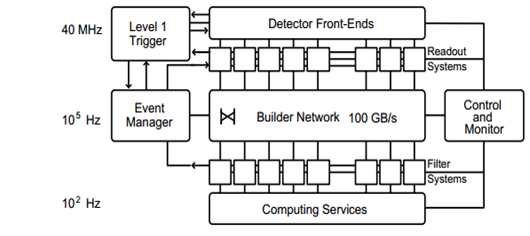 40 MHz
Level 1
Trigger
Detector Front-Ends
Readout
Systems
10⁵ Hz
Event
Manager
Builder Network 100 GB/s
Control
and
Monitor
Filter
Systems
10² Hz
Computing Services